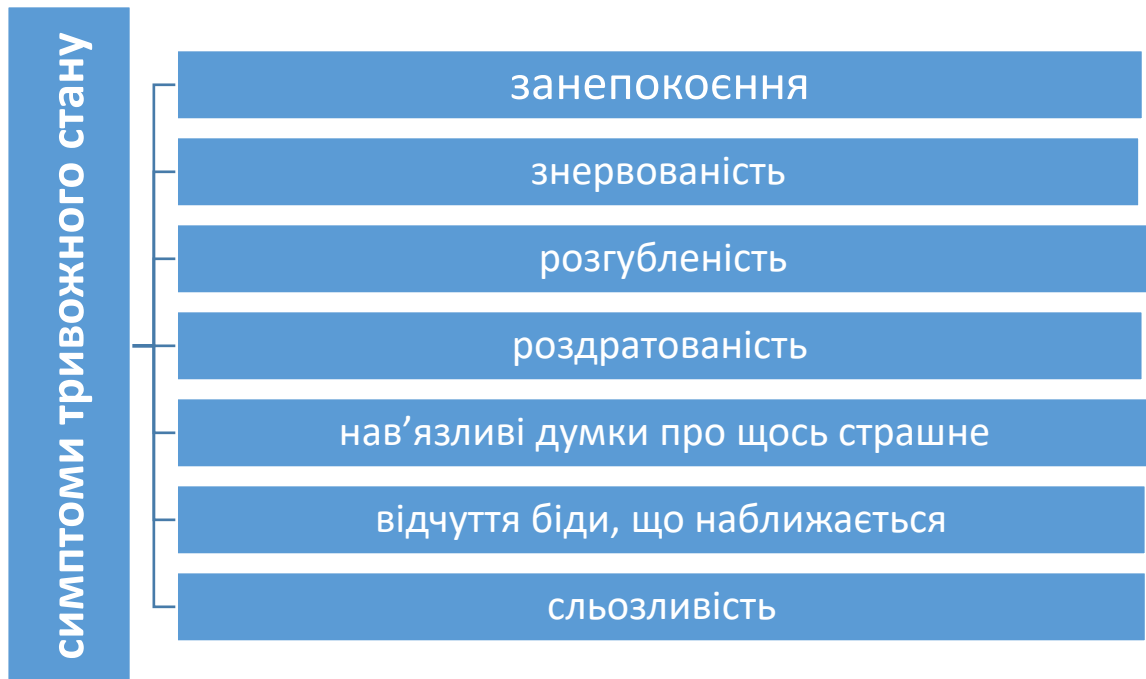 симптоми тривожного стану
занепокоєння
знервованість
розгубленість
роздратованість
нав’язливі думки про щось страшне
відчуття біди, що наближається
сльозливість